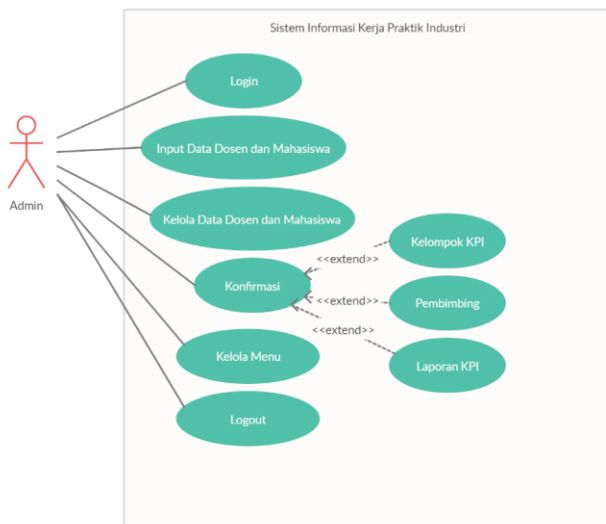 Sistem Informasi Kerja Praktik Industri
Login
Admin
Input Data Dosen dan Mahasiswa
Kelola Data Dosen dan Mahasiswa
Kelompok KPI
<<extend>>
Konfirmasi
<<extend>>
Pembimbing
<<extend>>
Kelola Menu
Laporan KPI
Logout